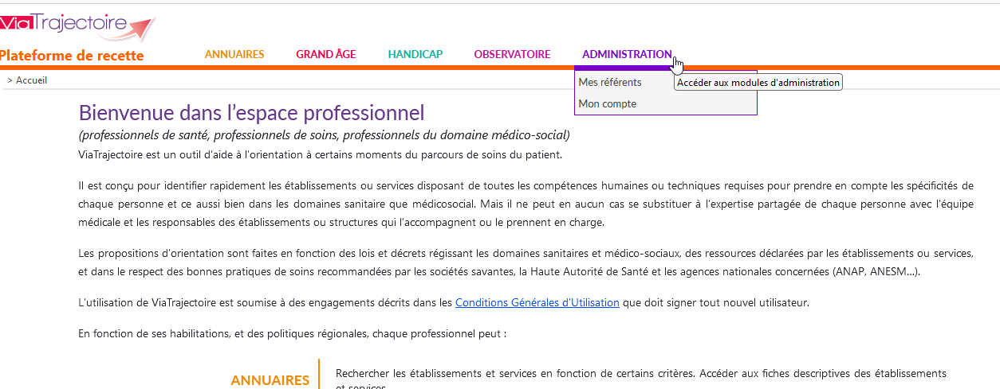 ViaTrajectoire
Plateforme de recette
ANNUAIRES GRAND ÂGE HANDICAP OBSERVATOIRE ADMINISTRATION
> Accueil
Mes référents
Accéder aux modules d'administration
Mon compte
Bienvenue dans l'espace professionnel
(professionnels de santé, professionnels de soins, professionnels du domaine médico-social)
ViaTrajectoire est un outil d'aide à l'orientation à certains moments du parcours de soins du patient.
Il est conçu pour identifier rapidement les établissements ou services disposant de toutes les compétences humaines ou techniques requises pour prendre en compte les spécificités de
chaque personne et ce aussi bien dans les domaines sanitaire que médicosocial. Mais il ne peut en aucun cas se substituer à l'expertise partagée de chaque personne avec l'équipe
médicale et les responsables des établissements ou structures qui l'accompagnent ou le prennent en charge.
Les propositions d'orientation sont faites en fonction des lois et décrets régissant les domaines sanitaires et médico-sociaux, des ressources déclarées par les établissements ou services,
et dans le respect des bonnes pratiques de soins recommandées par les sociétés savantes, la Haute Autorité de Santé et les agences nationales concernées (ANAP, ANESM...).
L'utilisation de ViaTrajectoire est soumise à des engagements décrits dans les Conditions Générales d'Utilisation que doit signer tout nouvel utilisateur.
En fonction de ses habilitations, et des politiques régionales, chaque professionnel peut :
ANNUAIRES
Rechercher les établissements et services en fonction de certains critères. Accéder aux fiches descriptives des établissements
et services